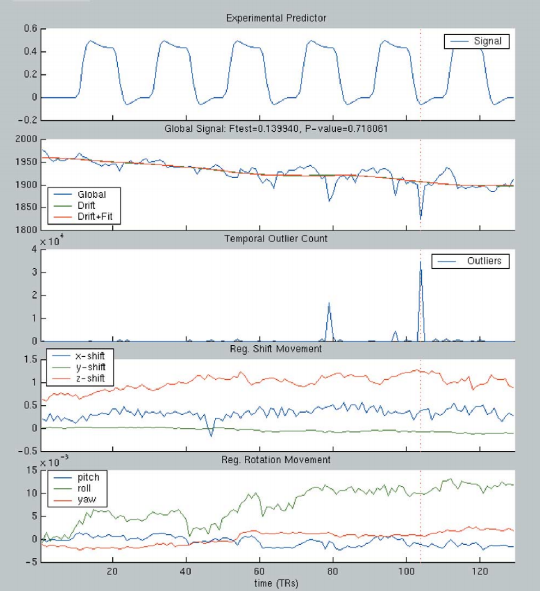 Experimental Predictor
0.6
0.4
0.2
0
-0.2
Signal
Global Signal: Ftest=0.139940, P-value=0.718061
2000
1950
1900
1850
1800
Global
Drift
Drift+Fit
x 10^4
Temporal Outlier Count
4
3
2
1
0
Outliers
Reg. Shift Movement
1.5
1
0.5
0
-0.5
x-shift
y-shift
z-shift
x 10^-3
Reg. Rotation Movement
15
10
5
0
-5
pitch
roll
yaw
20 40 60 80 100 120
time (TRs)